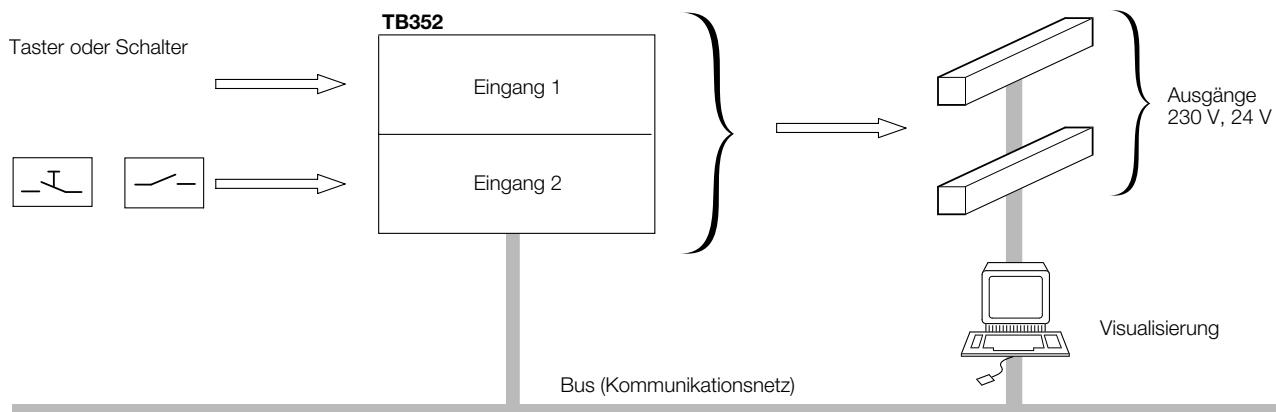 TB352
Taster oder Schalter
Eingang 1
Eingang 2
Ausgänge
230 V, 24 V
Visualisierung
Bus (Kommunikationsnetz)